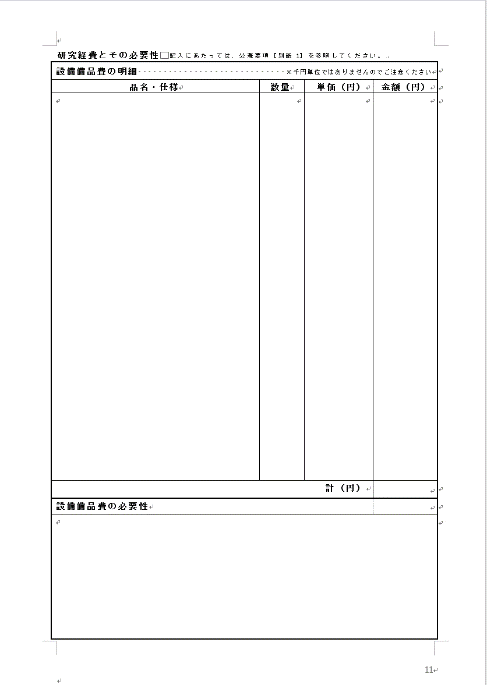 研究経費とその必要性□記入にあたっては、公募要項［別添 1］を参照してください。
設備備品費の明細・・・・・・・・・・・・・・・・・・・・・・・・・・・・・・・・※千円単位ではありませんのでご注意ください
品名・仕様 数量 単価（円） 金額（円）
計（円）
設備備品費の必要性
11